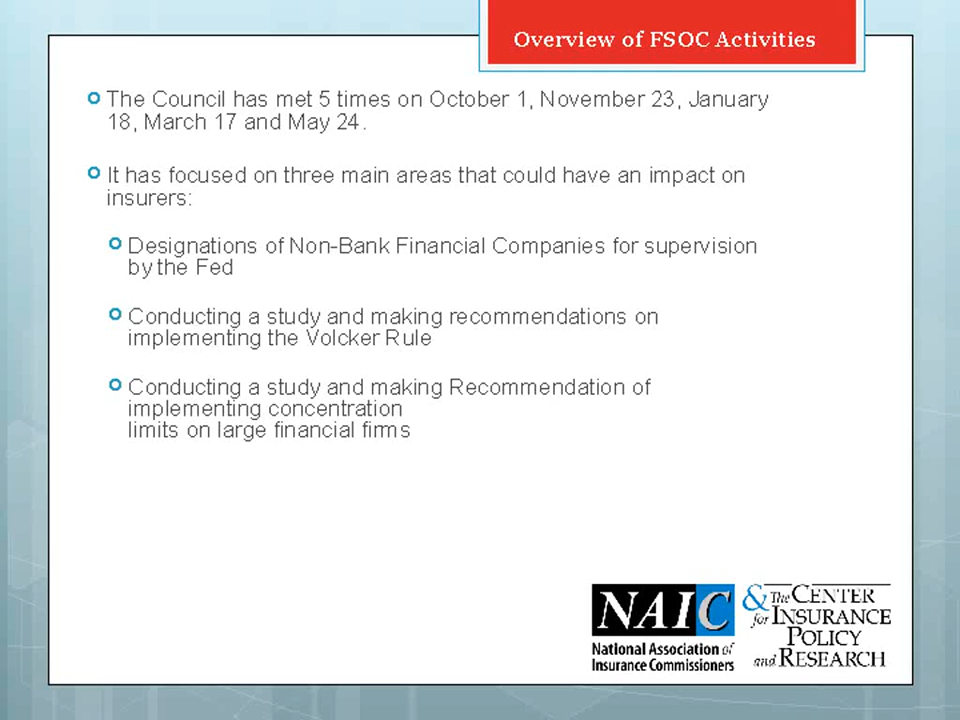 Overview of FSOC Activities
The Council has met 5 times on October 1, November 23, January
18, March 17 and May 24.
It has focused on three main areas that could have an impact on
insurers:
Designations of Non-Bank Financial Companies for supervision
by the Fed
Conducting a study and making recommendations on
implementing the Volcker Rule
Conducting a study and making Recommendation of
implementing concentration
limits on large financial firms
NAIC
National Association of
Insurance Commissioners
& The CENTER
for INSURANCE
POLICY
and RESEARCH